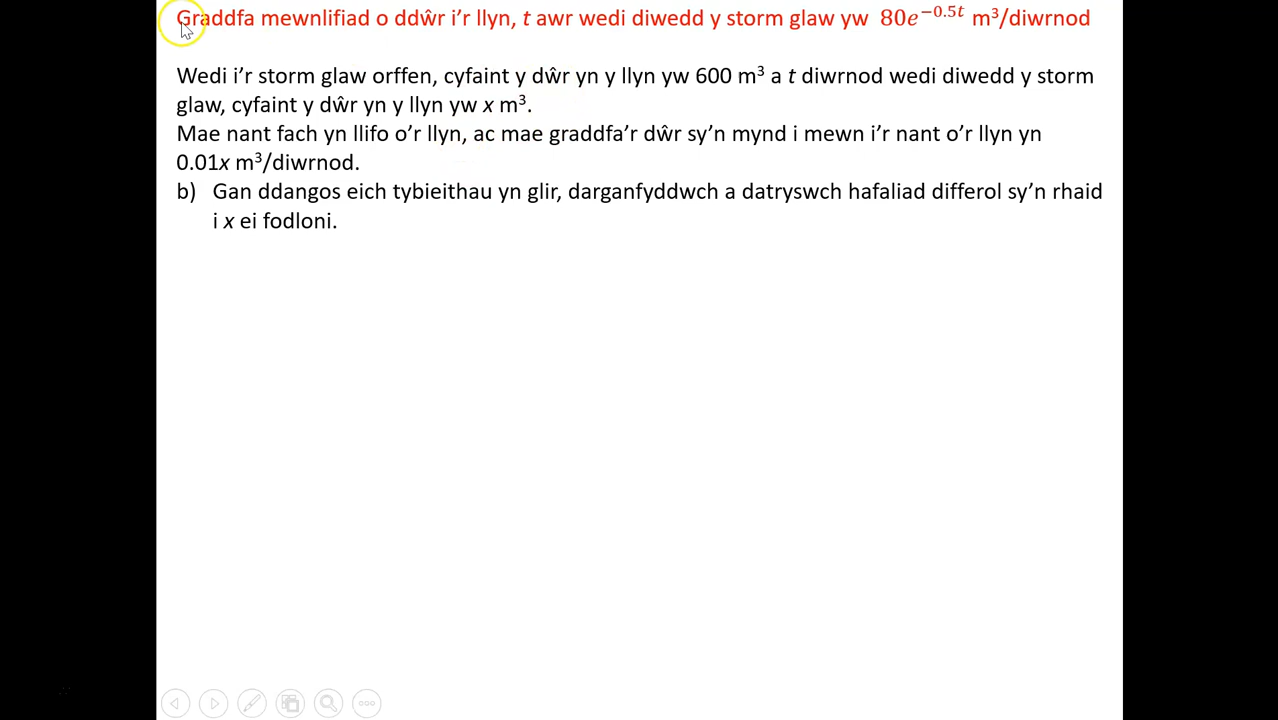 Graddfa mewnlifiad o ddŵr i’r llyn, t awr wedi diwedd y storm glaw yw 80e⁻⁰·⁵ᵗ m³/diwrnod
Wedi i’r storm glaw orffen, cyfaint y dŵr yn y llyn yw 600 m³ a t diwrnod wedi diwedd y storm
glaw, cyfaint y dŵr yn y llyn yw x m³.
Mae nant fach yn llifo o’r llyn, ac mae graddfa’r dŵr sy’n mynd i mewn i’r nant o’r llyn yn
0.01x m³/diwrnod.
b) Gan ddangos eich tybieithau yn glir, darganfyddwch a datryswch hafaliad differol sy’n rhaid
i x ei fodloni.